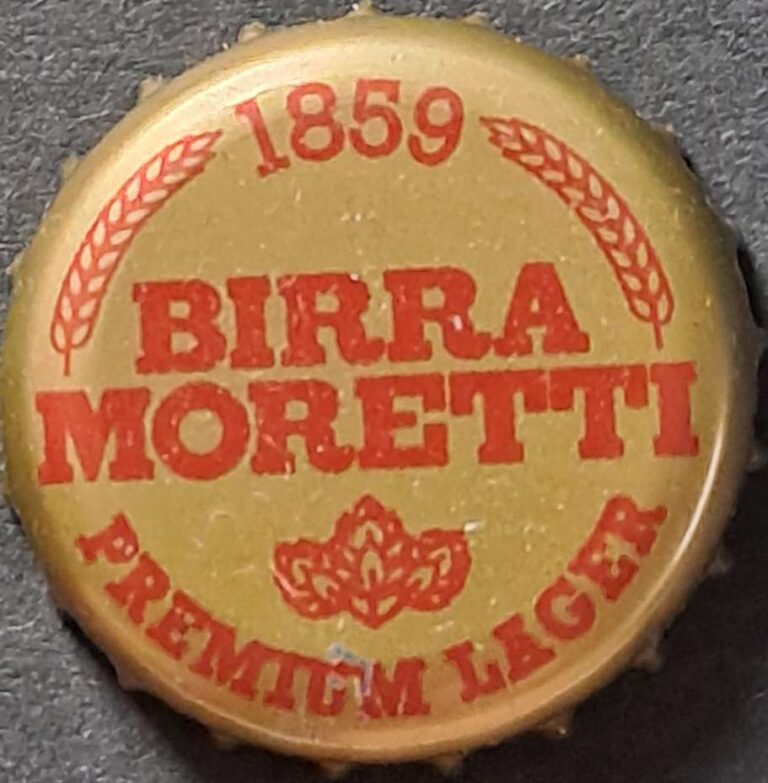 1859
BIRRA
MORETTI
PREMIUM LAGER